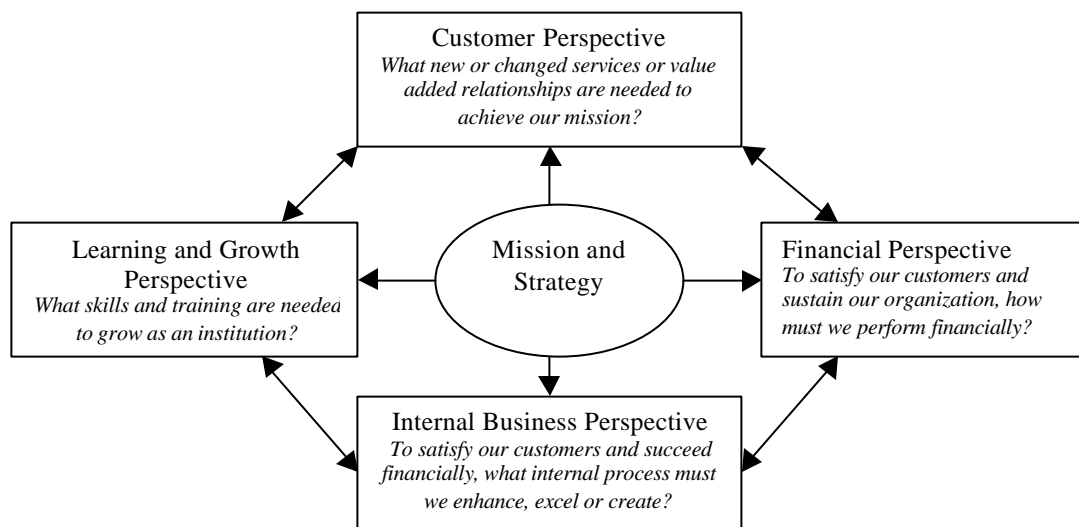 Customer Perspective
What new or changed services or value
added relationships are needed to
achieve our mission?
Learning and Growth
Perspective
What skills and training are needed
to grow as an institution?
Mission and
Strategy
Financial Perspective
To satisfy our customers and
sustain our organization, how
must we perform financially?
Internal Business Perspective
To satisfy our customers and succeed
financially, what internal process must
we enhance, excel or create?